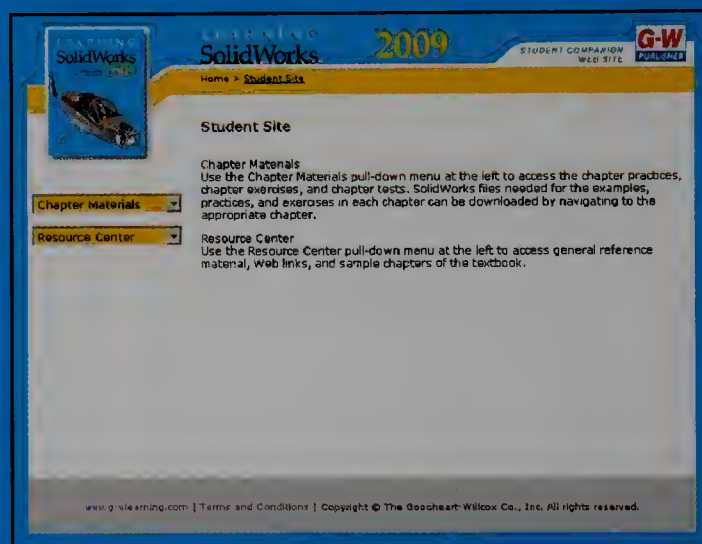 LEARNING
SolidWorks
LEARNING
SolidWorks 2009
STUDENT COMPANION
WEB SITE
G-W
PUBLISHER
Home > Student Site
Student Site
Chapter Materials
Use the Chapter Materials pull-down menu at the left to access the chapter practices,
chapter exercises, and chapter tests. SolidWorks files needed for the examples,
practices, and exercises in each chapter can be downloaded by navigating to the
appropriate chapter.
Chapter Materials
Resource Center
Resource Center
Use the Resource Center pull-down menu at the left to access general reference
material, Web links, and sample chapters of the textbook.
www.g-wlearning.com | Terms and Conditions | Copyright © The Goodheart-Willcox Co., Inc. All rights reserved.